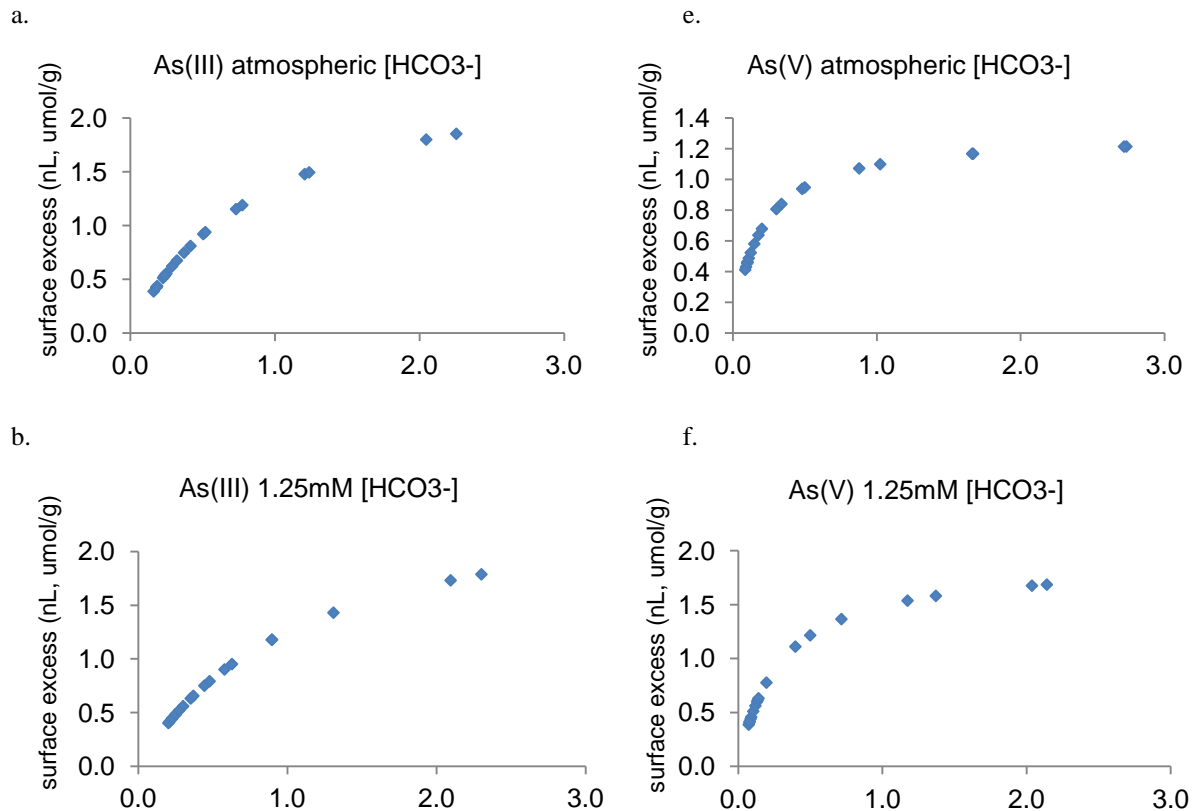 a.
As(III) atmospheric [HCO3-]
surface excess (nL, umol/g)
2.0
1.5
1.0
0.5
0.0
0.0 1.0 2.0 3.0
e.
As(V) atmospheric [HCO3-]
surface excess (nL, umol/g)
1.4
1.2
1.0
0.8
0.6
0.4
0.2
0.0
0.0 1.0 2.0 3.0
b.
As(III) 1.25mM [HCO3-]
surface excess (nL, umol/g)
2.0
1.5
1.0
0.5
0.0
0.0 1.0 2.0 3.0
f.
As(V) 1.25mM [HCO3-]
surface excess (nL, umol/g)
2.0
1.5
1.0
0.5
0.0
0.0 1.0 2.0 3.0